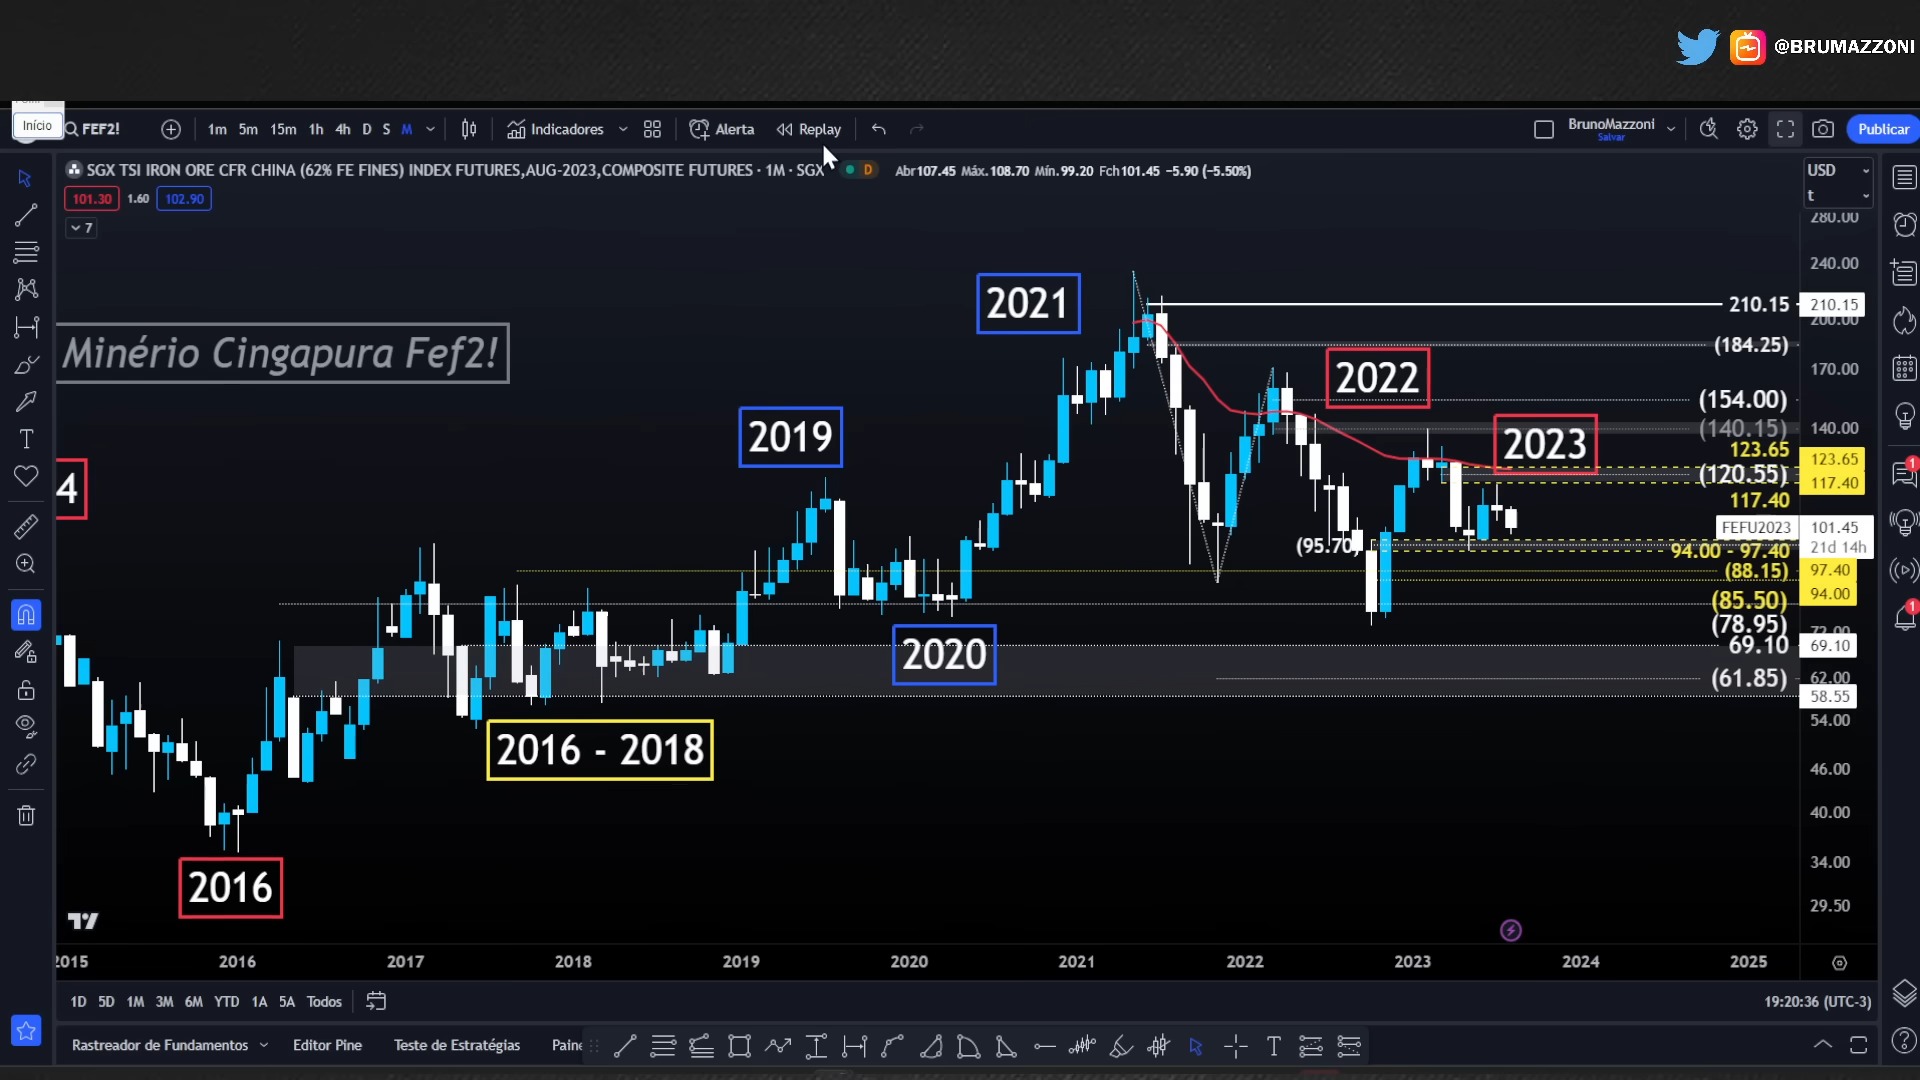 @BRUMAZZONI
Início
FEF2!
1m 5m 15m 1h 4h D S M
Indicadores
Alerta
Replay
BrunoMazzoni
Salvar
Publicar
SGX TSI IRON ORE CFR CHINA (62% FE FINES) INDEX FUTURES,AUG-2023,COMPOSITE FUTURES · 1M · SGX
D
Abr107.45 Máx.108.70 Mín.99.20 Fch101.45 −5.90 (−5.50%)
USD
t
101.30 1.60 102.90
7
280.00
240.00
2021
210.15 210.15
200.00
Minério Cingapura Fef2!
(184.25)
2022
170.00
(154.00)
2019
(140.15) 140.00
2023
123.65 123.65
(120.55)
117.40
117.40
4
FEFU2023 101.45
21d 14h
(95.70)
94.00 - 97.40
(88.15) 97.40
94.00
(85.50)
(78.95)
72.00
69.10 69.10
2020
(61.85) 62.00
58.55
54.00
2016 - 2018
46.00
40.00
34.00
2016
29.50
2015 2016 2017 2018 2019 2020 2021 2022 2023 2024 2025
1D 5D 1M 3M 6M YTD 1A 5A Todos
19:20:36 (UTC-3)
Rastreador de Fundamentos Editor Pine Teste de Estratégias Paine